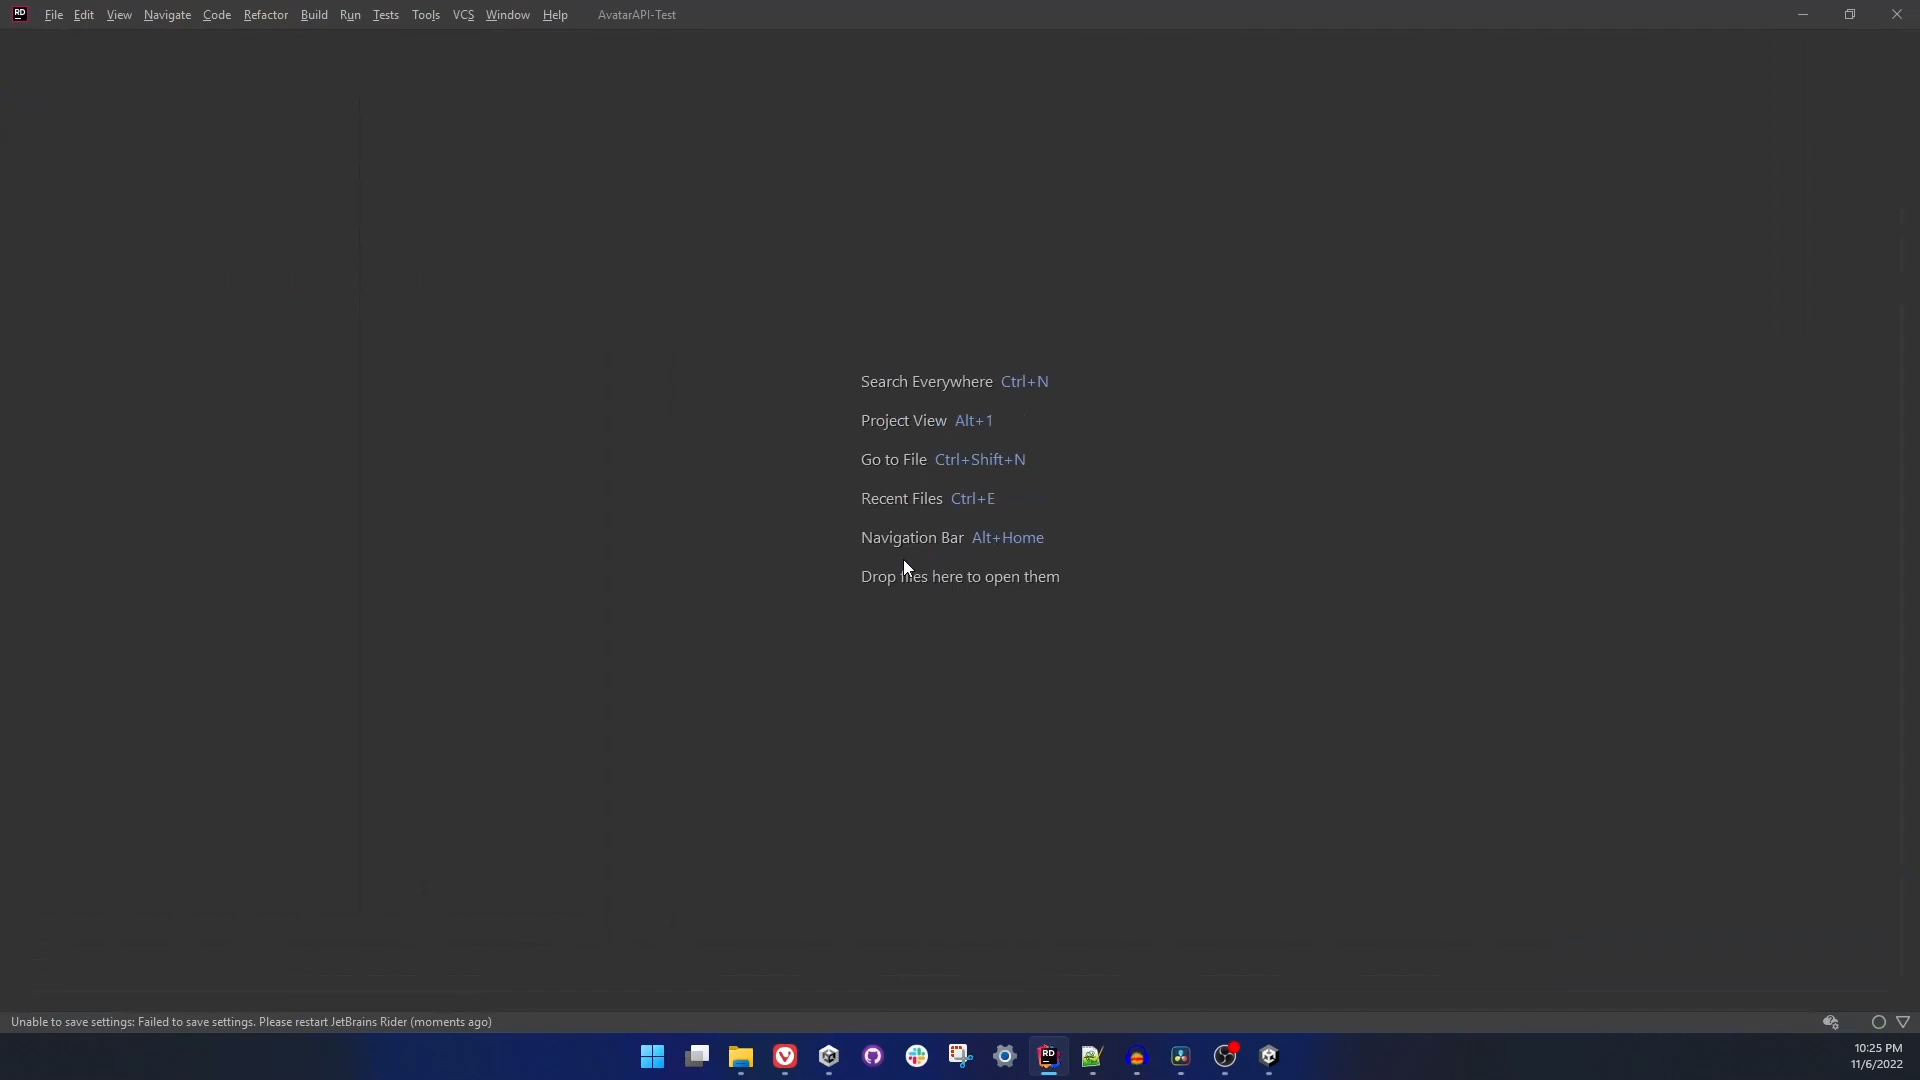 RD File Edit View Navigate Code Refactor Build Run Tests Tools VCS Window Help AvatarAPI-Test
Search Everywhere Ctrl+N
Project View Alt+1
Go to File Ctrl+Shift+N
Recent Files Ctrl+E
Navigation Bar Alt+Home
Drop files here to open them
Unable to save settings: Failed to save settings. Please restart JetBrains Rider (moments ago)
RD
10:25 PM
11/6/2022